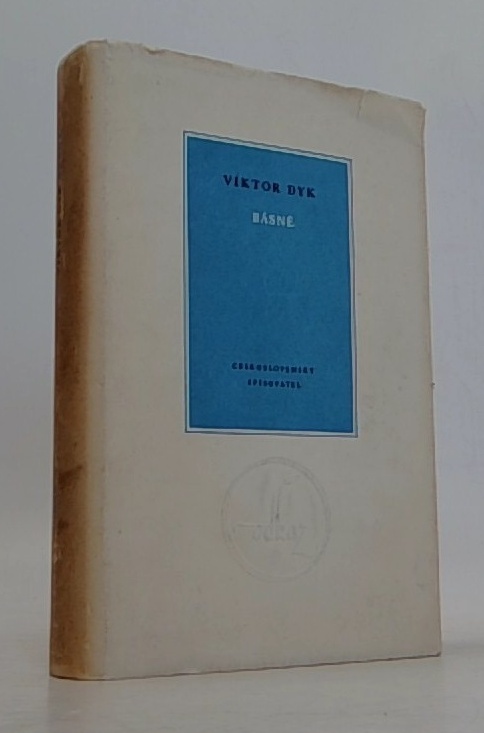 VIKTOR DYK
BÁSNĚ
ČESKOSLOVENSKÝ
SPISOVATEL